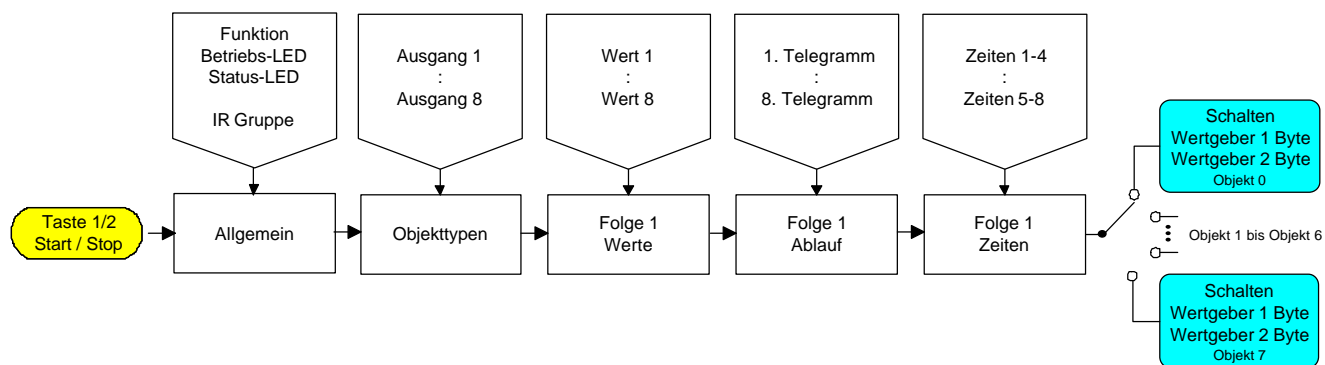 Funktion
Betriebs-LED
Status-LED
IR Gruppe
Ausgang 1
:
Ausgang 8
Wert 1
:
Wert 8
1. Telegramm
:
8. Telegramm
Zeiten 1-4
:
Zeiten 5-8
Taste 1/2
Start / Stop
Allgemein
Objekttypen
Folge 1
Werte
Folge 1
Ablauf
Folge 1
Zeiten
Schalten
Wertgeber 1 Byte
Wertgeber 2 Byte
Objekt 0
Objekt 1 bis Objekt 6
Schalten
Wertgeber 1 Byte
Wertgeber 2 Byte
Objekt 7